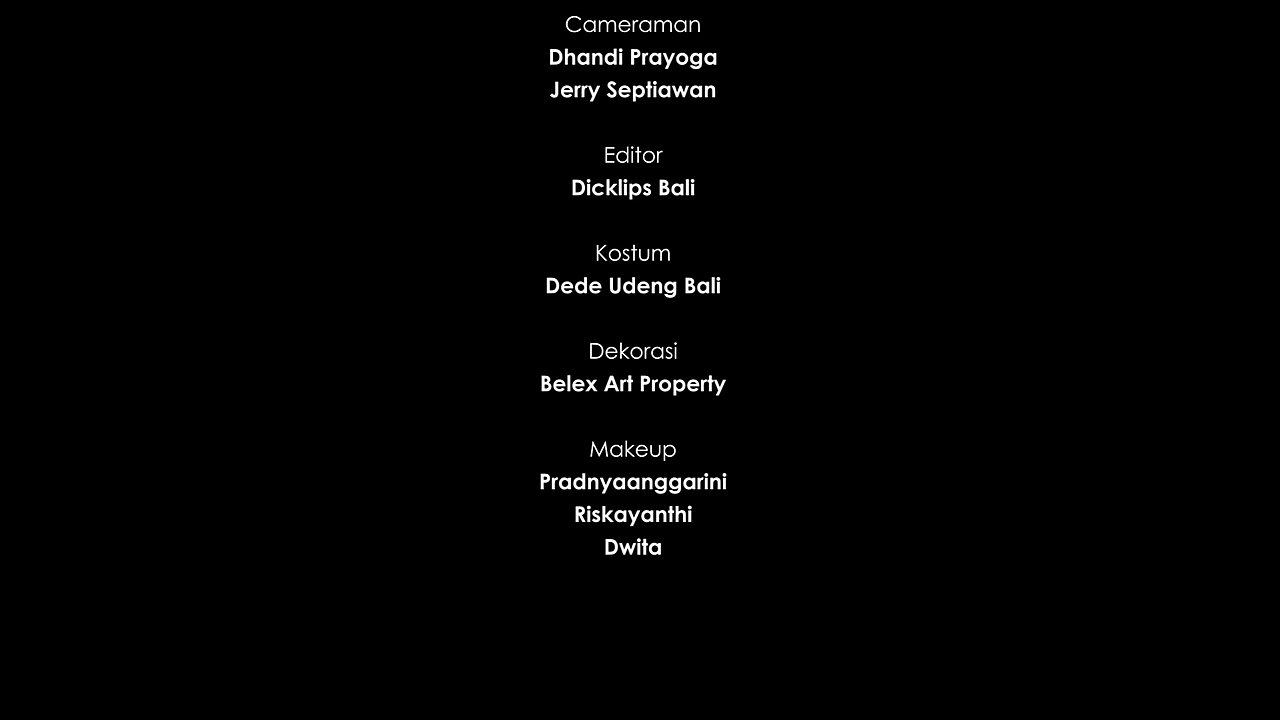 Cameraman
Dhandi Prayoga
Jerry Septiawan
Editor
Dicklips Bali
Kostum
Dede Udeng Bali
Dekorasi
Belex Art Property
Makeup
Pradnyaanggarini
Riskayanthi
Dwita